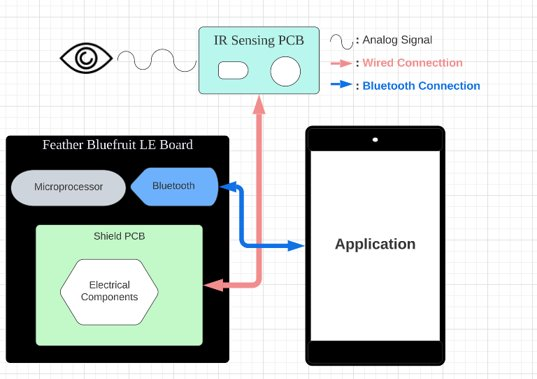 IR Sensing PCB
: Analog Signal
: Wired Connecttion
: Bluetooth Connection
Feather Bluefruit LE Board
Microprocessor
Bluetooth
Shield PCB
Electrical
Components
Application